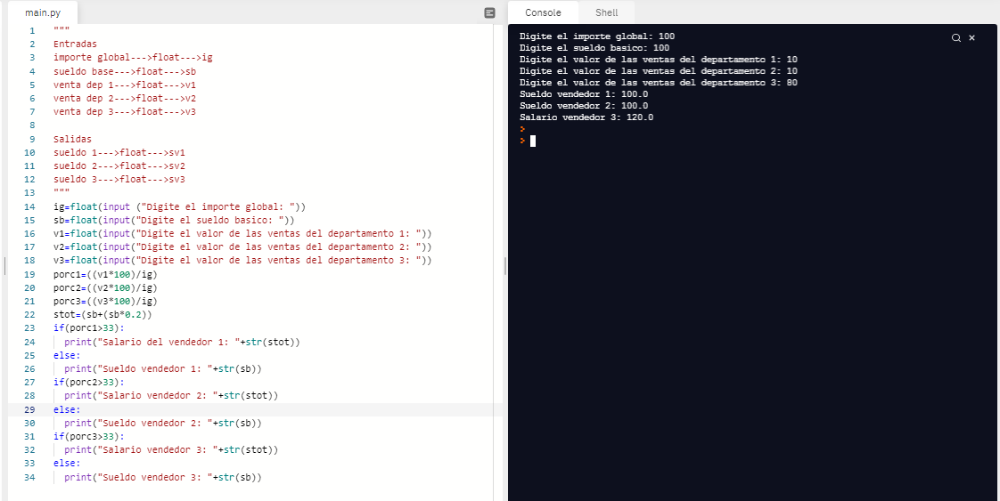 main.py
1 """
2 Entradas
3 importe global--->float--->ig
4 sueldo base--->float--->sb
5 venta dep 1--->float--->v1
6 venta dep 2--->float--->v2
7 venta dep 3--->float--->v3
8
9 Salidas
10 sueldo 1--->float--->sv1
11 sueldo 2--->float--->sv2
12 sueldo 3--->float--->sv3
13 """
14 ig=float(input ("Digite el importe global: "))
15 sb=float(input("Digite el sueldo basico: "))
16 v1=float(input("Digite el valor de las ventas del departamento 1: "))
17 v2=float(input("Digite el valor de las ventas del departamento 2: "))
18 v3=float(input("Digite el valor de las ventas del departamento 3: "))
19 porc1=((v1*100)/ig)
20 porc2=((v2*100)/ig)
21 porc3=((v3*100)/ig)
22 stot=(sb+(sb*0.2))
23 if(porc1>33):
24 print("Salario del vendedor 1: "+str(stot))
25 else:
26 print("Sueldo vendedor 1: "+str(sb))
27 if(porc2>33):
28 print("Salario vendedor 2: "+str(stot))
29 else:
30 print("Sueldo vendedor 2: "+str(sb))
31 if(porc3>33):
32 print("Salario vendedor 3: "+str(stot))
33 else:
34 print("Sueldo vendedor 3: "+str(sb))
Console Shell
Digite el importe global: 100
Digite el sueldo basico: 100
Digite el valor de las ventas del departamento 1: 10
Digite el valor de las ventas del departamento 2: 10
Digite el valor de las ventas del departamento 3: 80
Sueldo vendedor 1: 100.0
Sueldo vendedor 2: 100.0
Salario vendedor 3: 120.0
>
>